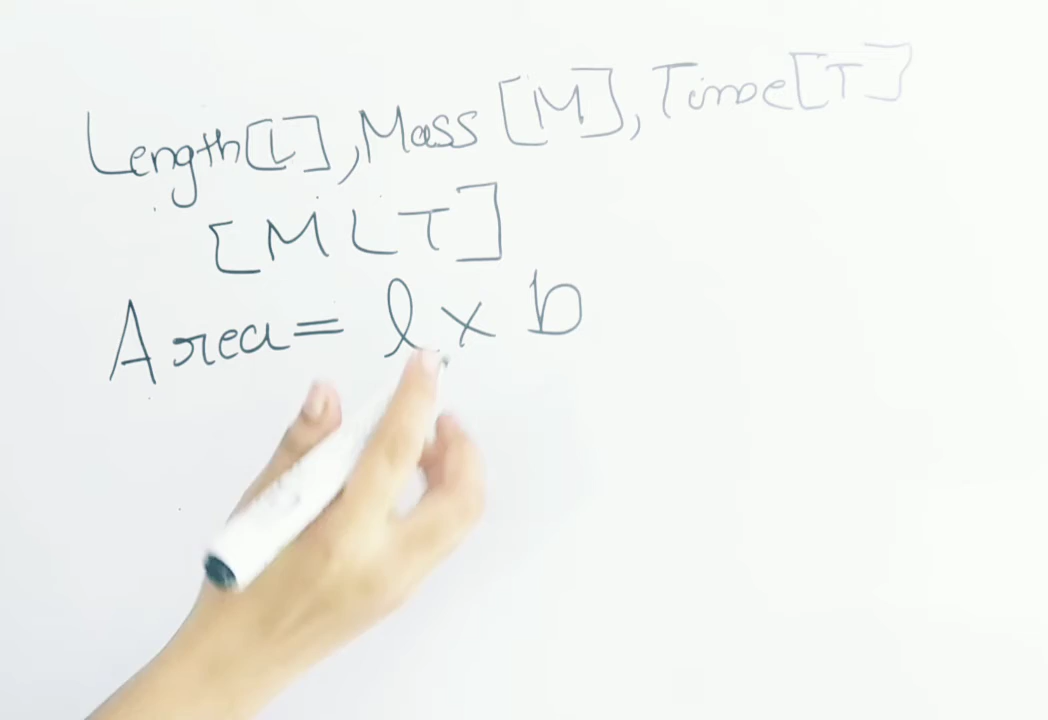 Length[L], Mass [M], Time[T]
[MLT]
Area= l x b